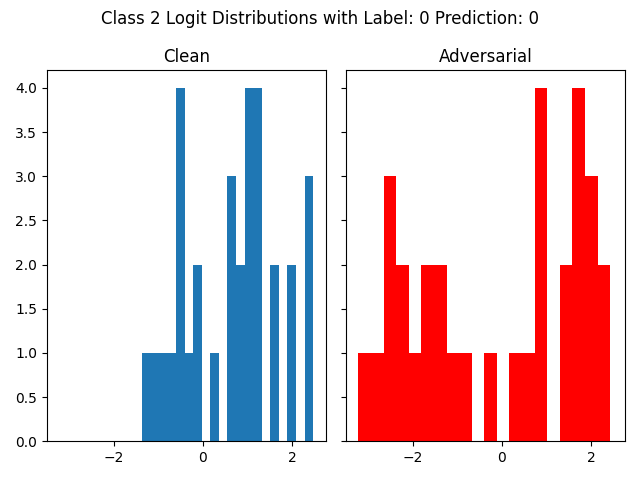 Class 2 Logit Distributions with Label: 0 Prediction: 0
Clean
Adversarial
4.0
3.5
3.0
2.5
2.0
1.5
1.0
0.5
0.0
−2 0 2
−2 0 2